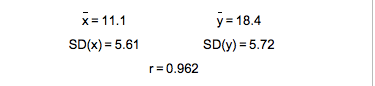 x̄ = 11.1 ȳ = 18.4
SD(x) = 5.61 SD(y) = 5.72
r = 0.962